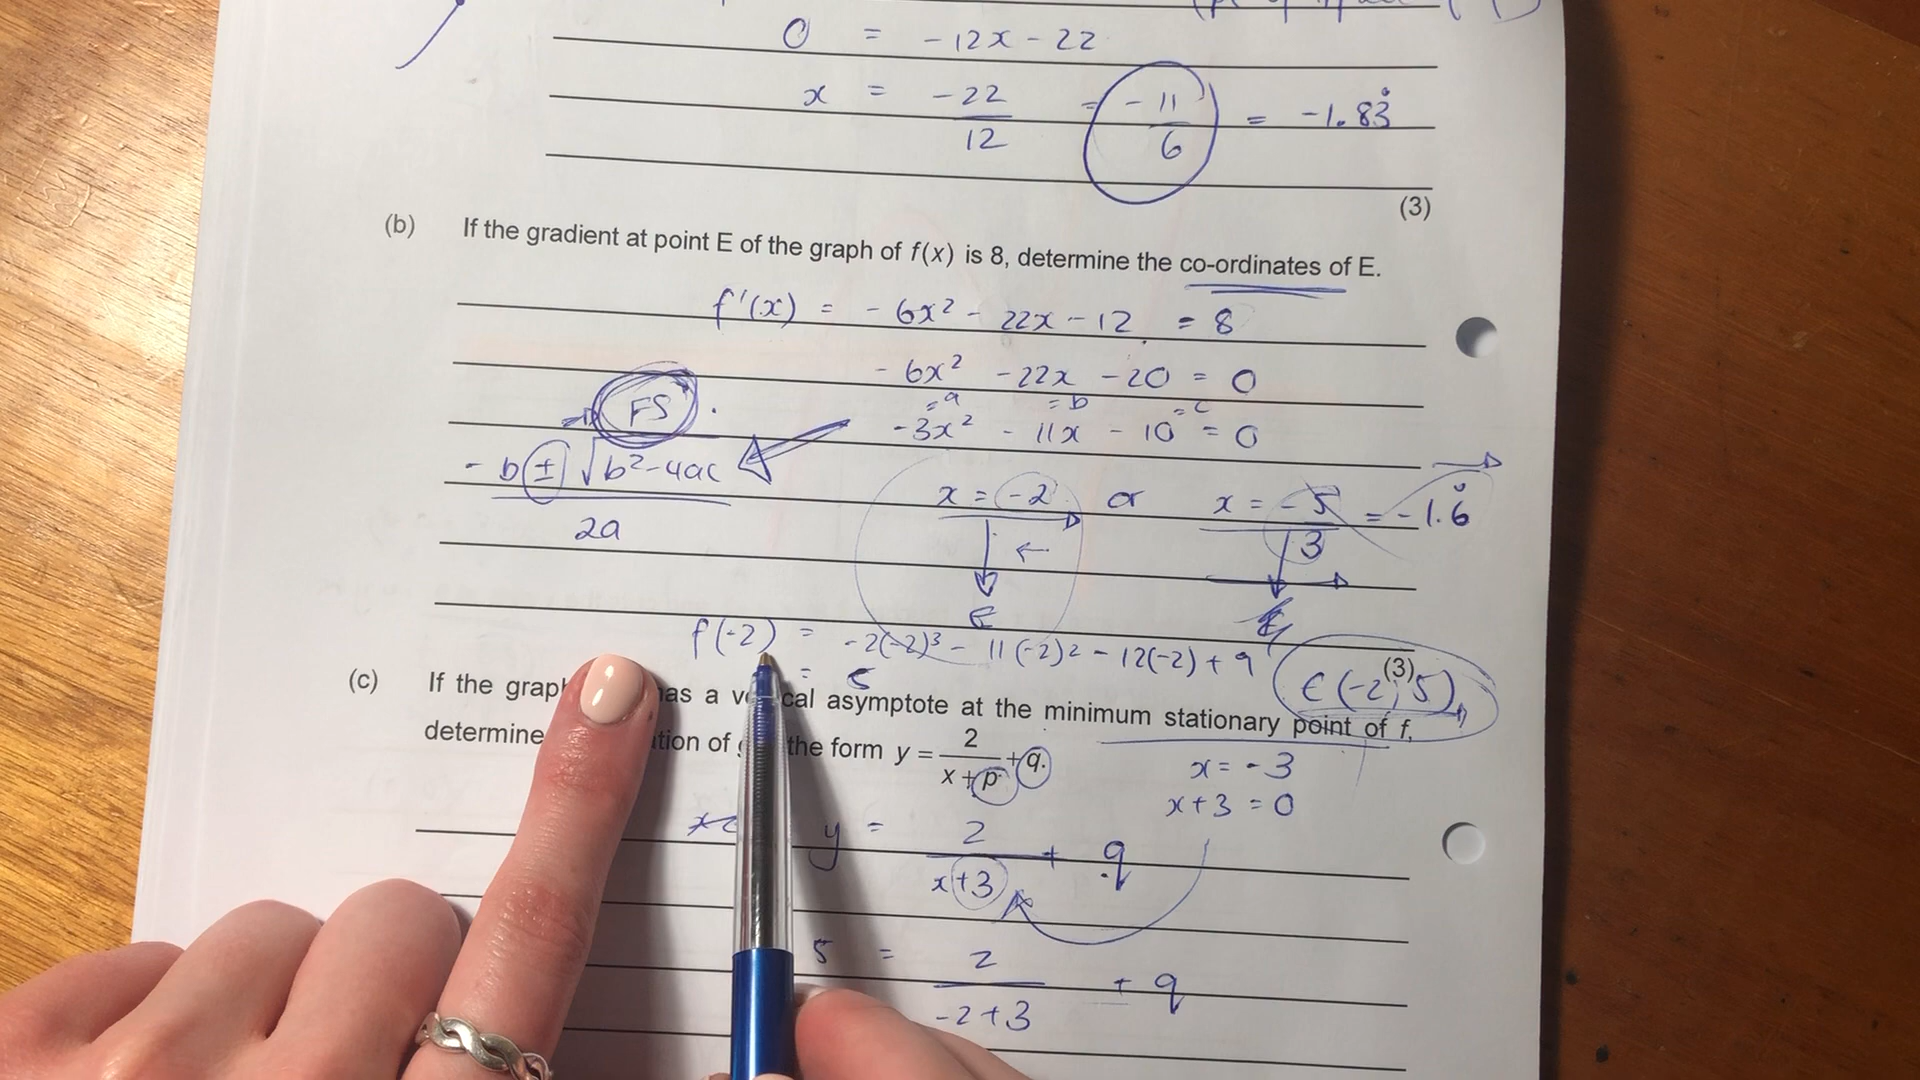 0 = -12x - 22
x = -22/12 = -11/6 = -1.83̇
(3)
(b) If the gradient at point E of the graph of f(x) is 8, determine the co-ordinates of E.
f'(x) = -6x² - 22x - 12 = 8
-6x² - 22x - 20 = 0
=a =b =c
FS
-3x² - 11x - 10 = 0
-b ± √b²-4ac / 2a
x = -2 or x = -5/3 = -1.6̇
E E
f(-2) = -2(-2)³ - 11(-2)² - 12(-2) + 9
(3)
= 5 E(-2;5)
(c) If the grap has a vertical asymptote at the minimum stationary point of f,
determine tion of the form y = 2/(x+p) + q.
x = -3
x+3 = 0
y = 2/(x+3) + q
5 = 2/(-2+3) + q